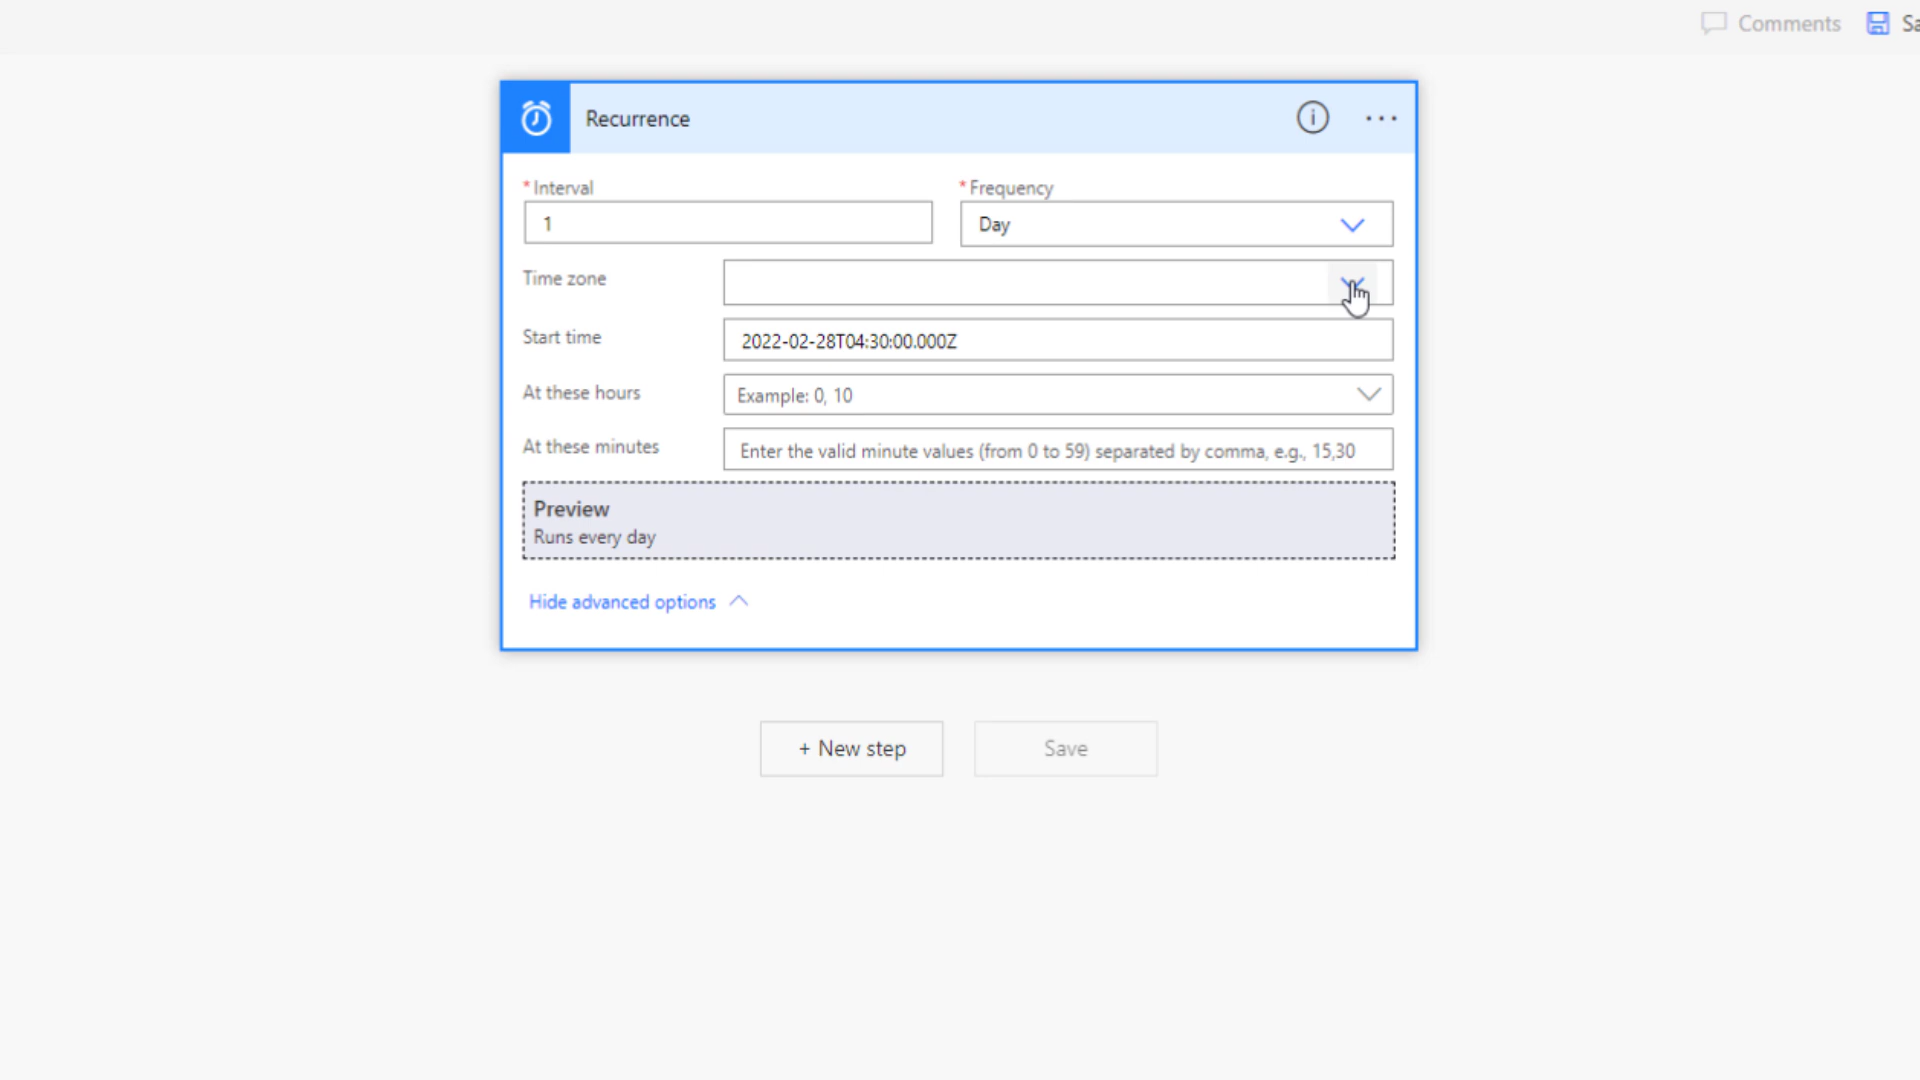 Comments
Recurrence
* Interval
* Frequency
1
Day
Time zone
Start time
2022-02-28T04:30:00.000Z
At these hours
Example: 0, 10
At these minutes
Enter the valid minute values (from 0 to 59) separated by comma, e.g., 15,30
Preview
Runs every day
Hide advanced options
+ New step
Save